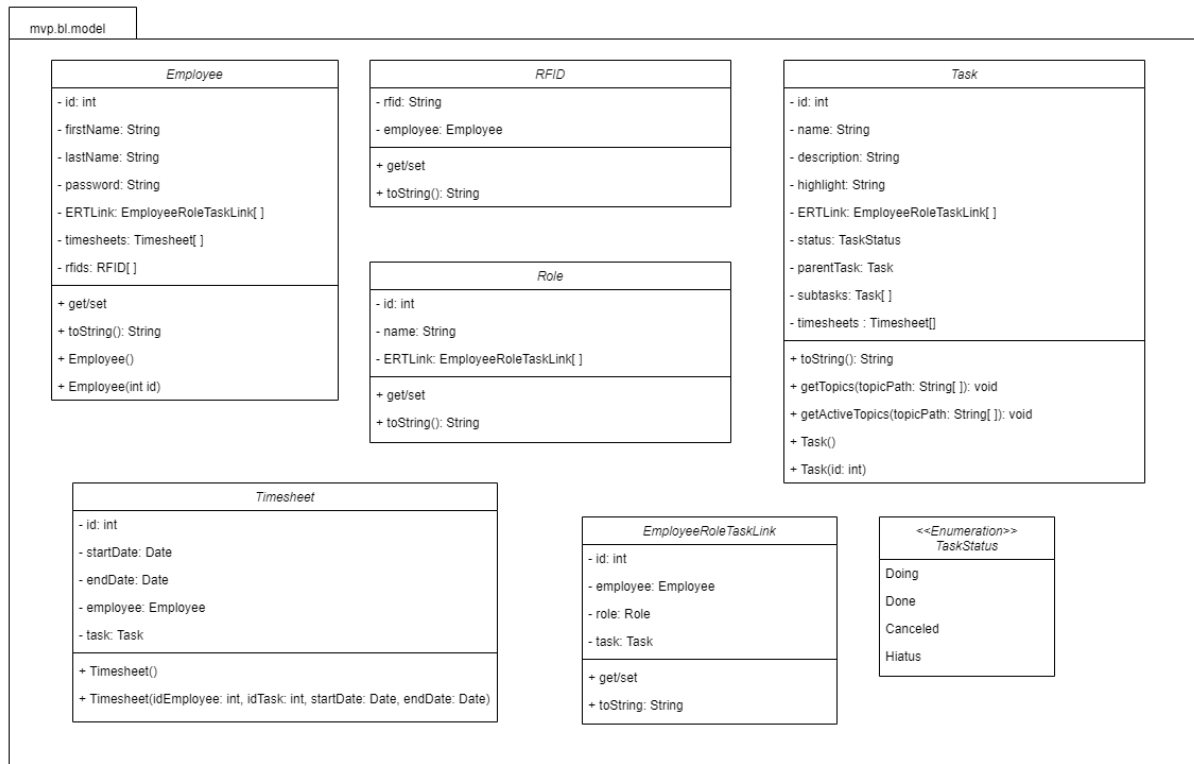 mvp.bl.model
Employee
- id: int
- firstName: String
- lastName: String
- password: String
- ERTLink: EmployeeRoleTaskLink[ ]
- timesheets: Timesheet[ ]
- rfids: RFID[ ]
+ get/set
+ toString(): String
+ Employee()
+ Employee(int id)
RFID
- rfid: String
- employee: Employee
+ get/set
+ toString(): String
Role
- id: int
- name: String
- ERTLink: EmployeeRoleTaskLink[ ]
+ get/set
+ toString(): String
Task
- id: int
- name: String
- description: String
- highlight: String
- ERTLink: EmployeeRoleTaskLink[ ]
- status: TaskStatus
- parentTask: Task
- subtasks: Task[ ]
- timesheets : Timesheet[]
+ toString(): String
+ getTopics(topicPath: String[ ]): void
+ getActiveTopics(topicPath: String[ ]): void
+ Task()
+ Task(id: int)
Timesheet
- id: int
- startDate: Date
- endDate: Date
- employee: Employee
- task: Task
+ Timesheet()
+ Timesheet(idEmployee: int, idTask: int, startDate: Date, endDate: Date)
EmployeeRoleTaskLink
- id: int
- employee: Employee
- role: Role
- task: Task
+ get/set
+ toString: String
<<Enumeration>>
TaskStatus
Doing
Done
Canceled
Hiatus